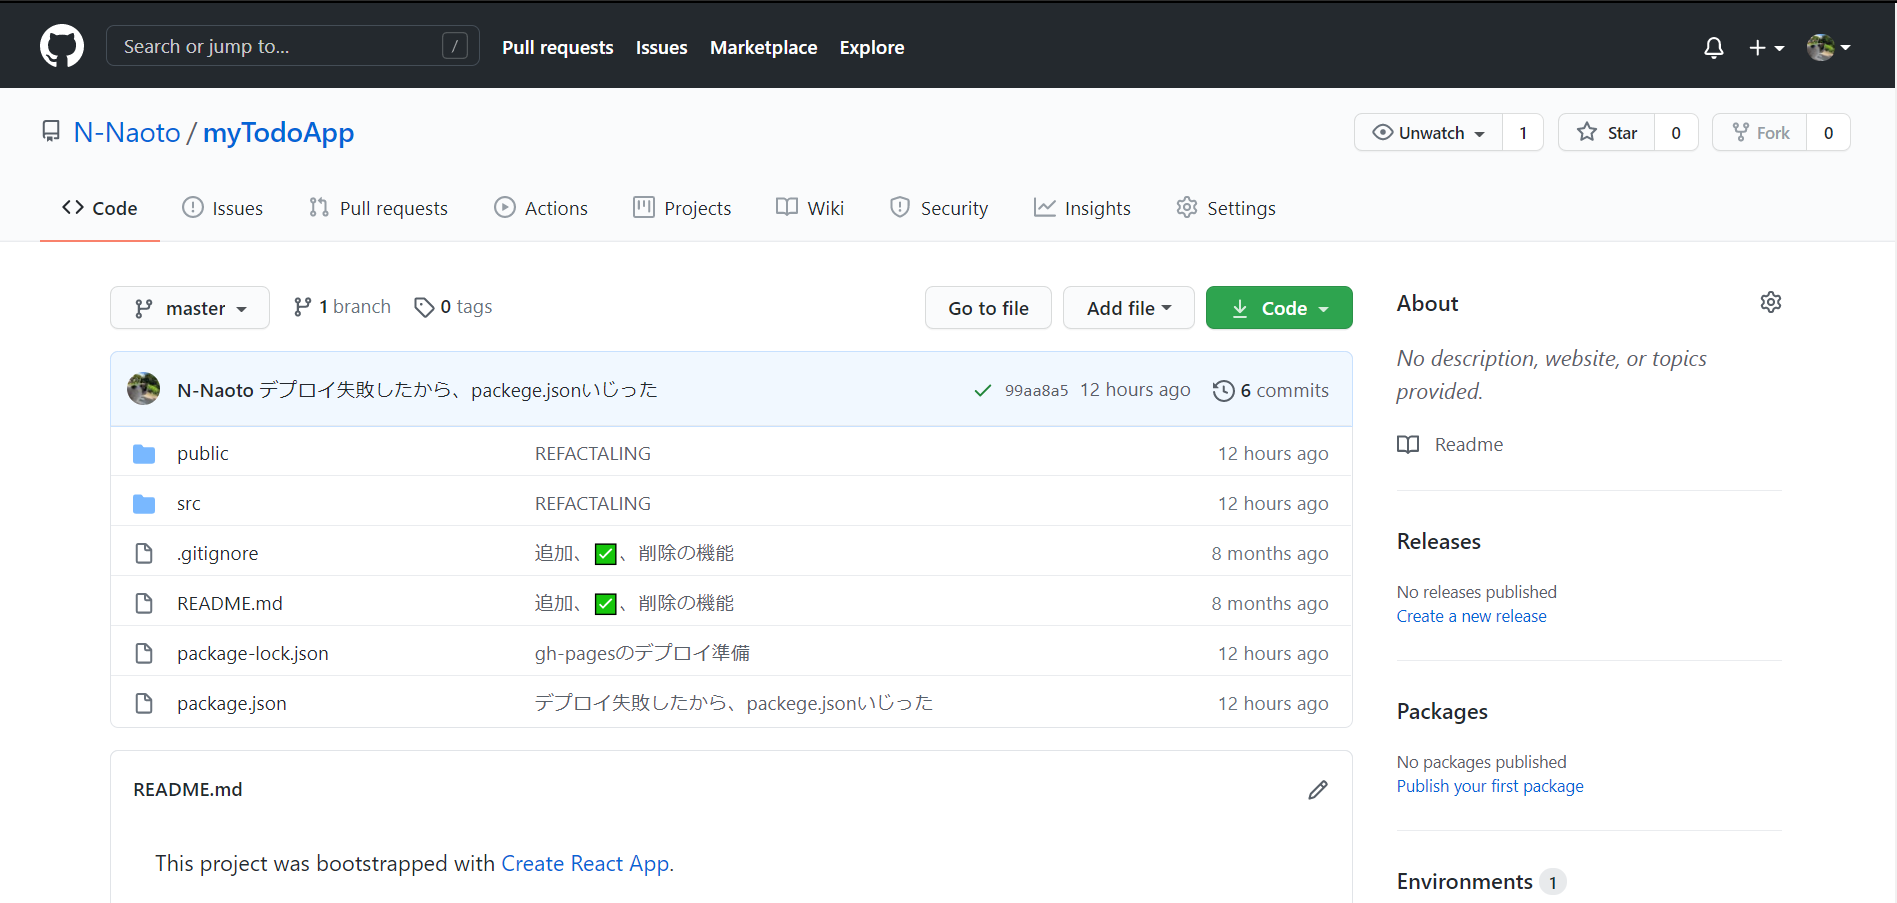 Search or jump to... / Pull requests Issues Marketplace Explore
N-Naoto / myTodoApp Unwatch 1 Star 0 Fork 0
Code Issues Pull requests Actions Projects Wiki Security Insights Settings
master 1 branch 0 tags Go to file Add file Code
N-Naoto デプロイ失敗したから、packege.jsonいじった 99aa8a5 12 hours ago 6 commits
public REFACTALING 12 hours ago
src REFACTALING 12 hours ago
.gitignore 追加、✅、削除の機能 8 months ago
README.md 追加、✅、削除の機能 8 months ago
package-lock.json gh-pagesのデプロイ準備 12 hours ago
package.json デプロイ失敗したから、packege.jsonいじった 12 hours ago
README.md
This project was bootstrapped with Create React App.
About
No description, website, or topics
provided.
Readme
Releases
No releases published
Create a new release
Packages
No packages published
Publish your first package
Environments 1